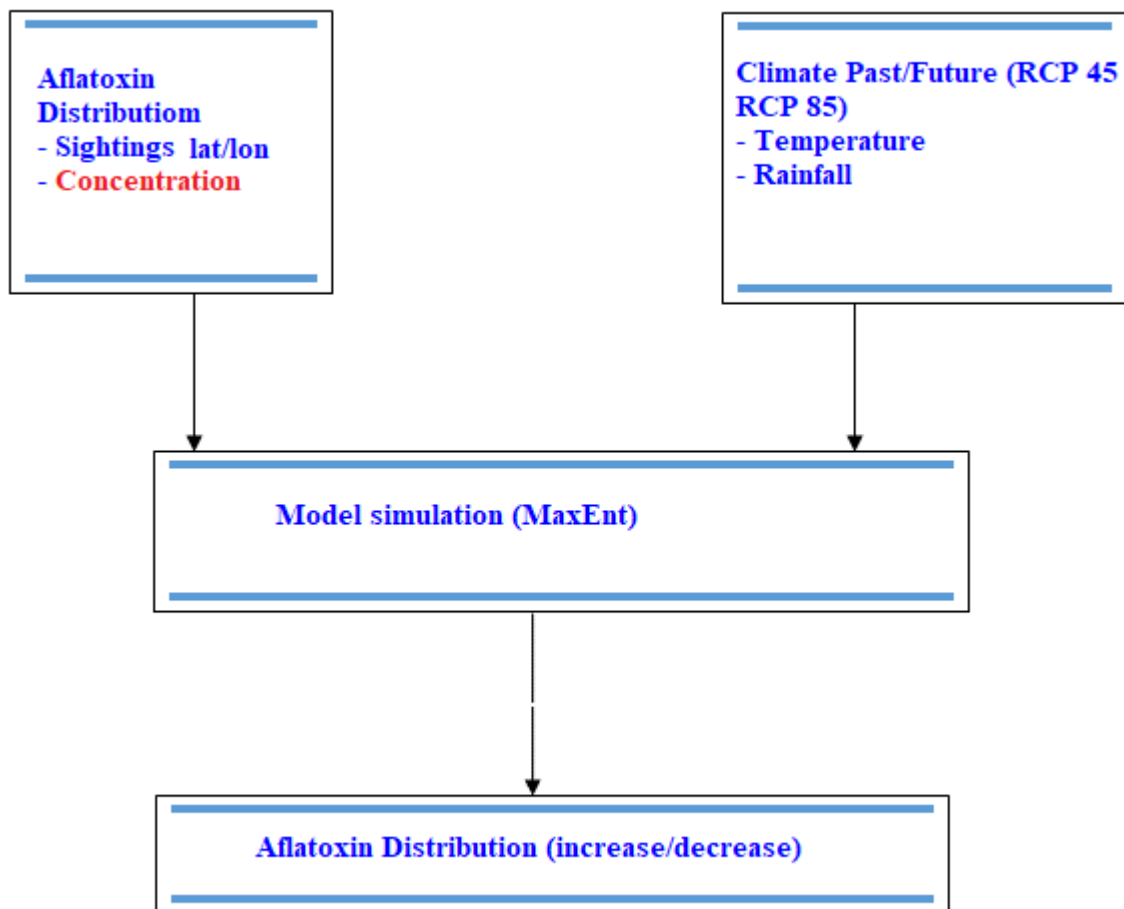 Aflatoxin
Distributiom
- Sightings lat/lon
- Concentration
Climate Past/Future (RCP 45
RCP 85)
- Temperature
- Rainfall
Model simulation (MaxEnt)
Aflatoxin Distribution (increase/decrease)